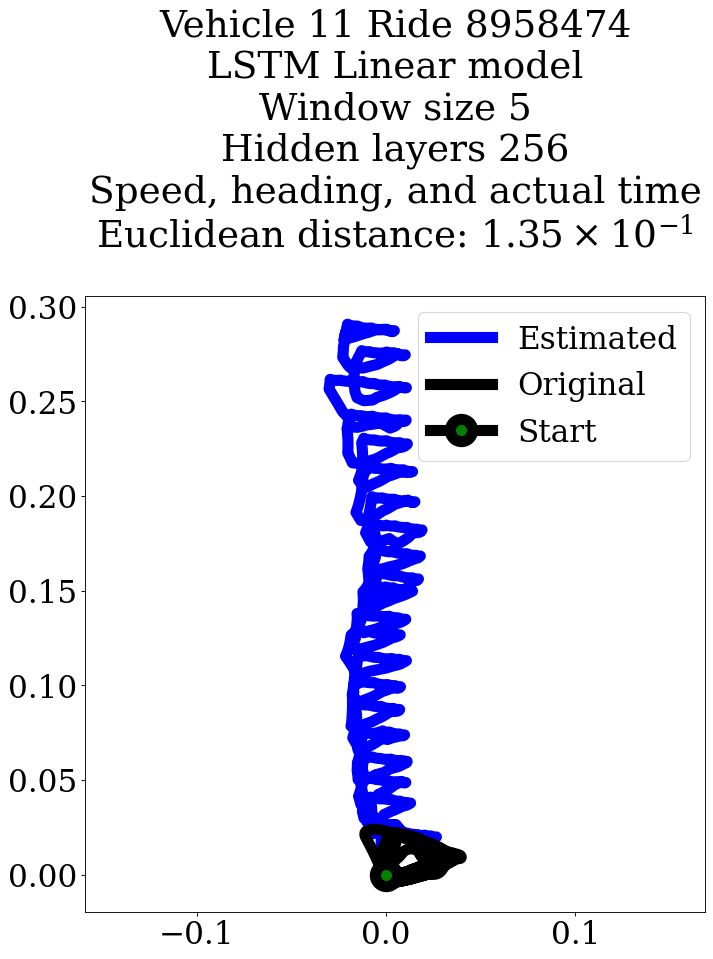 Vehicle 11 Ride 8958474
LSTM Linear model
Window size 5
Hidden layers 256
Speed, heading, and actual time
Euclidean distance: 1.35 × 10⁻¹
0.30
0.25
0.20
0.15
0.10
0.05
0.00
−0.1 0.0 0.1
Estimated
Original
Start